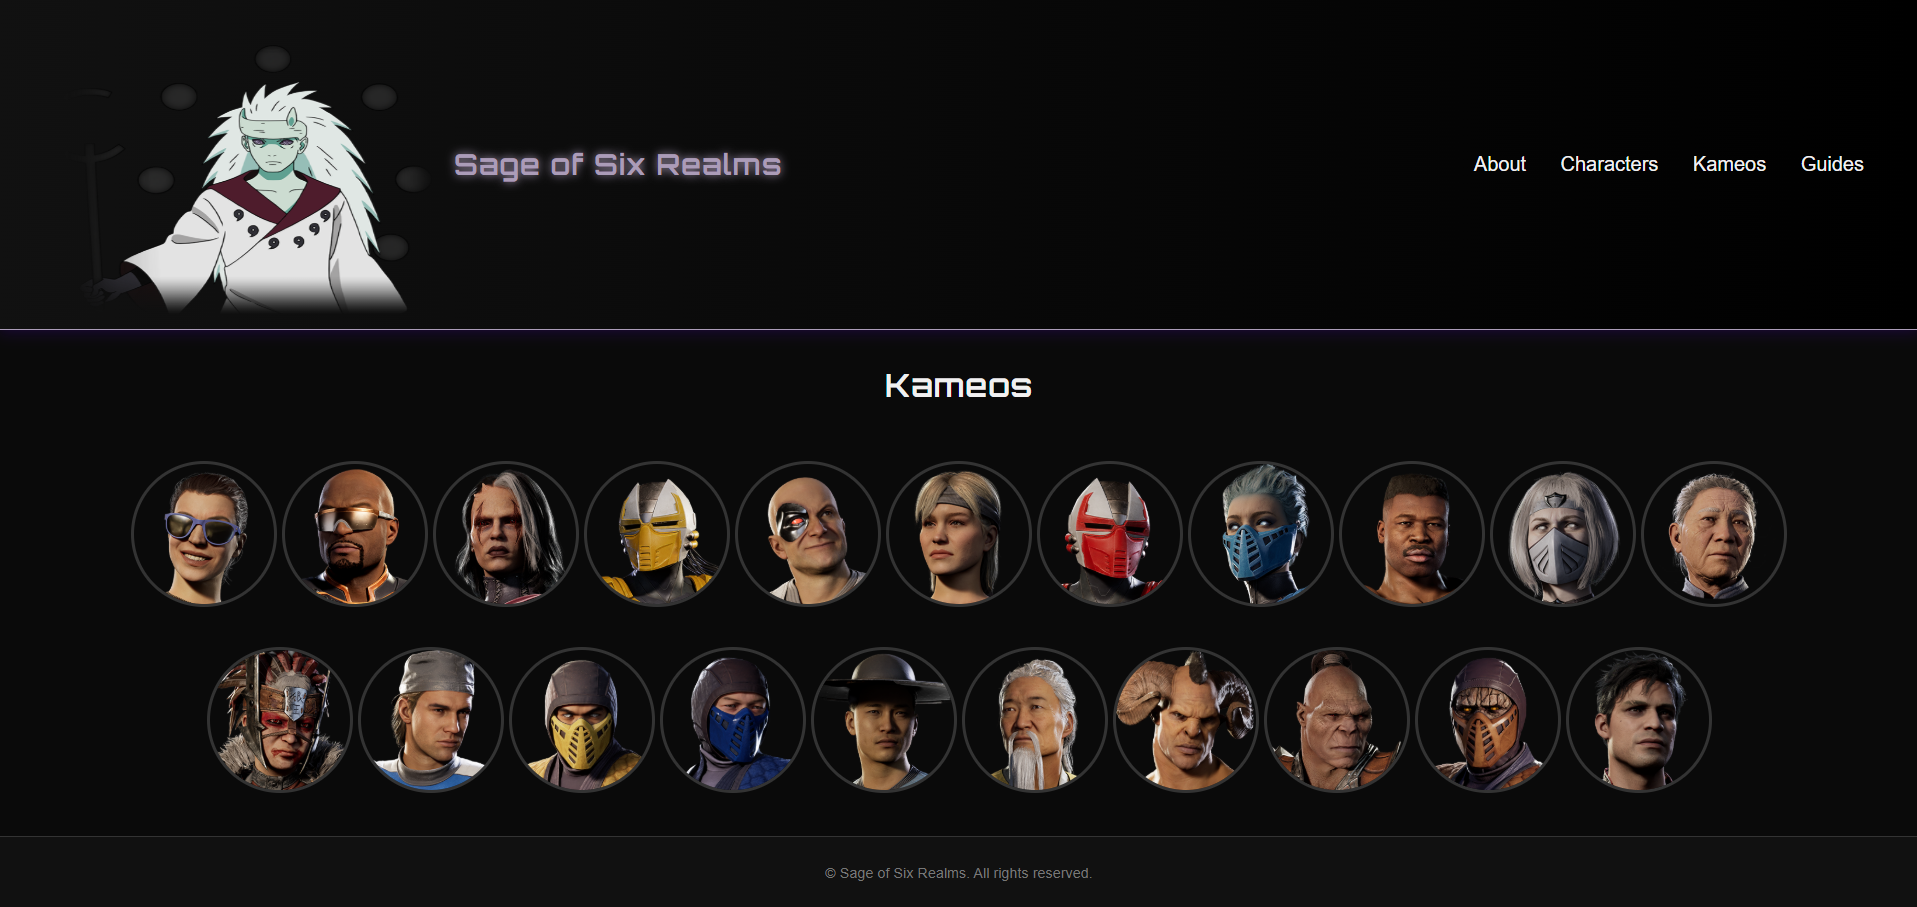 Sage of Six Realms
About
Characters
Kameos
Guides
Kameos
© Sage of Six Realms. All rights reserved.